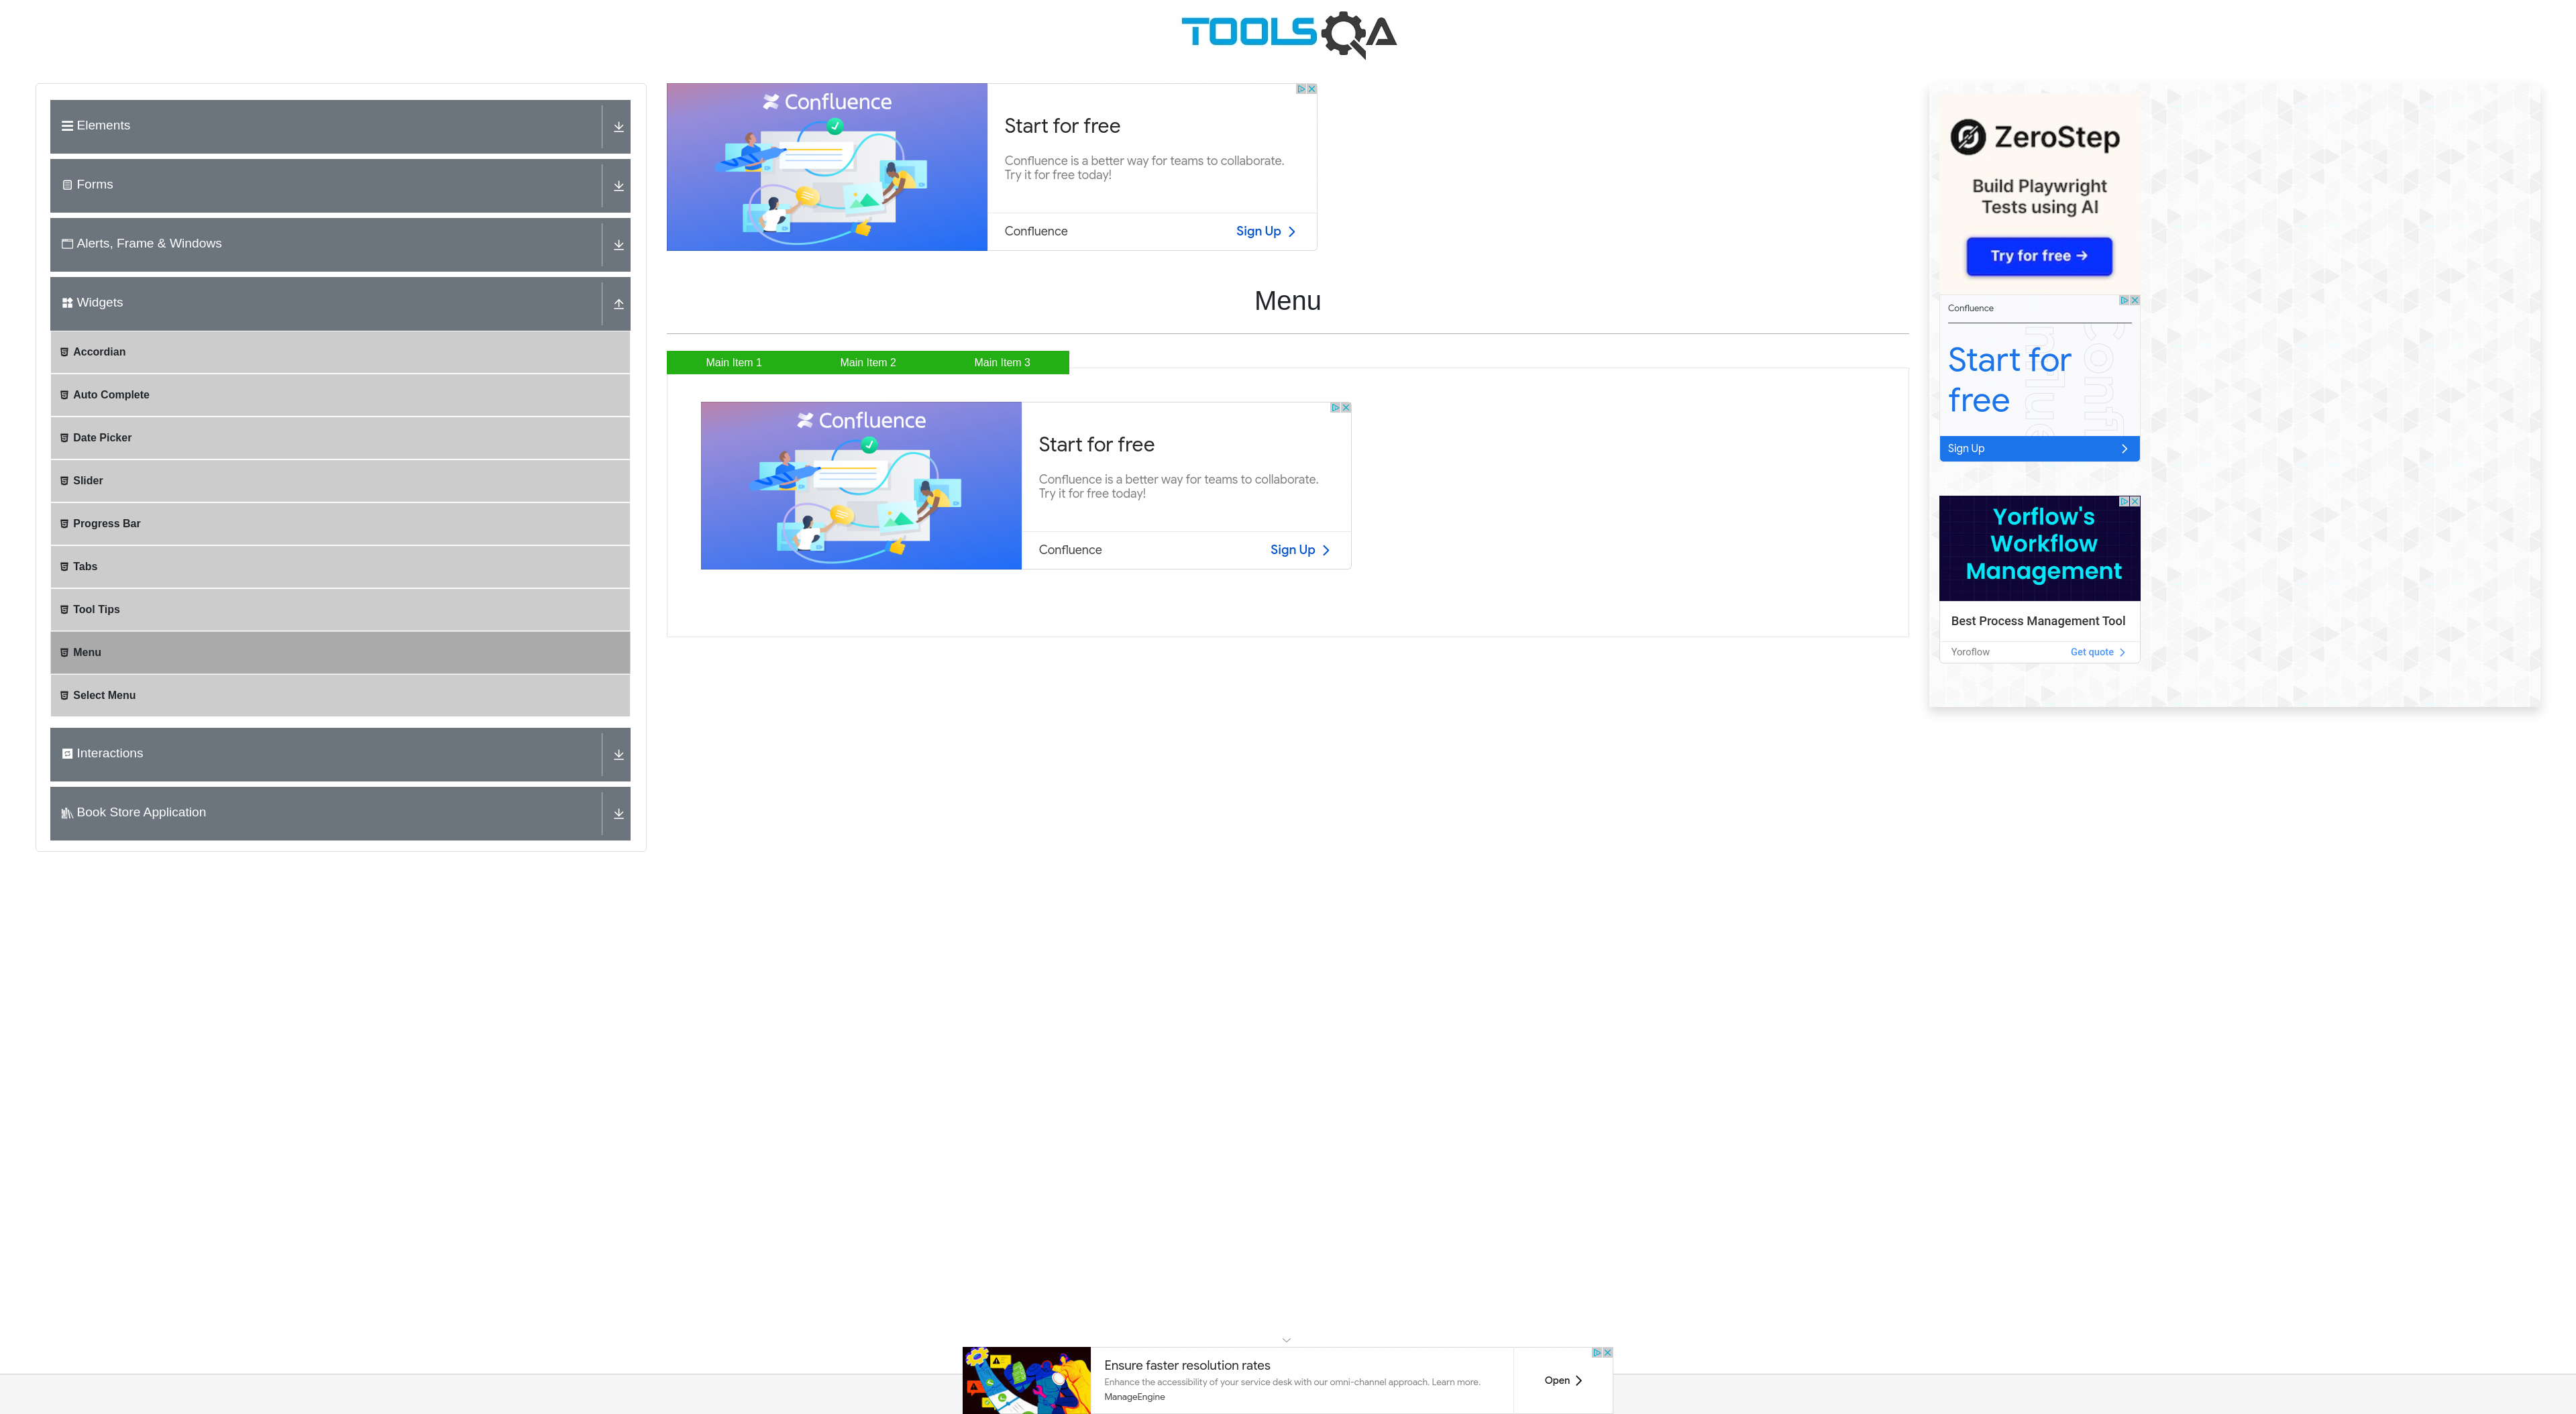 TOOLSQA
Elements
Forms
Alerts, Frame & Windows
Widgets
Accordian
Auto Complete
Date Picker
Slider
Progress Bar
Tabs
Tool Tips
Menu
Select Menu
Interactions
Book Store Application
Confluence
Start for free
Confluence is a better way for teams to collaborate.
Try it for free today!
Confluence
Sign Up
Menu
Main Item 1
Main Item 2
Main Item 3
Confluence
Start for free
Confluence is a better way for teams to collaborate.
Try it for free today!
Confluence
Sign Up
ZeroStep
Build Playwright
Tests using AI
Try for free →
Confluence
Start for
free
Sign Up
Yorflow's
Workflow
Management
Best Process Management Tool
Yoroflow
Get quote
Ensure faster resolution rates
Enhance the accessibility of your service desk with our omni-channel approach. Learn more.
ManageEngine
Open